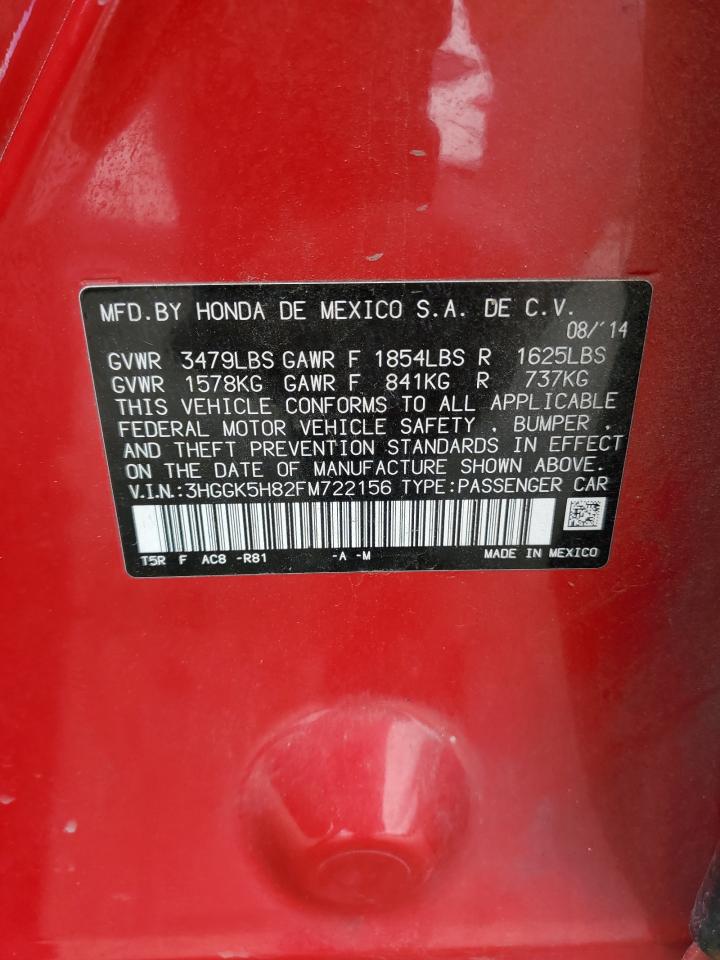 MFD.BY HONDA DE MEXICO S.A. DE C.V.
08/'14
GVWR 3479LBS GAWR F 1854LBS R 1625LBS
GVWR 1578KG GAWR F 841KG R 737KG
THIS VEHICLE CONFORMS TO ALL APPLICABLE
FEDERAL MOTOR VEHICLE SAFETY , BUMPER ,
AND THEFT PREVENTION STANDARDS IN EFFECT
ON THE DATE OF MANUFACTURE SHOWN ABOVE.
V.I.N.:3HGGK5H82FM722156 TYPE:PASSENGER CAR
T5R F AC8 -R81 -A -M MADE IN MEXICO